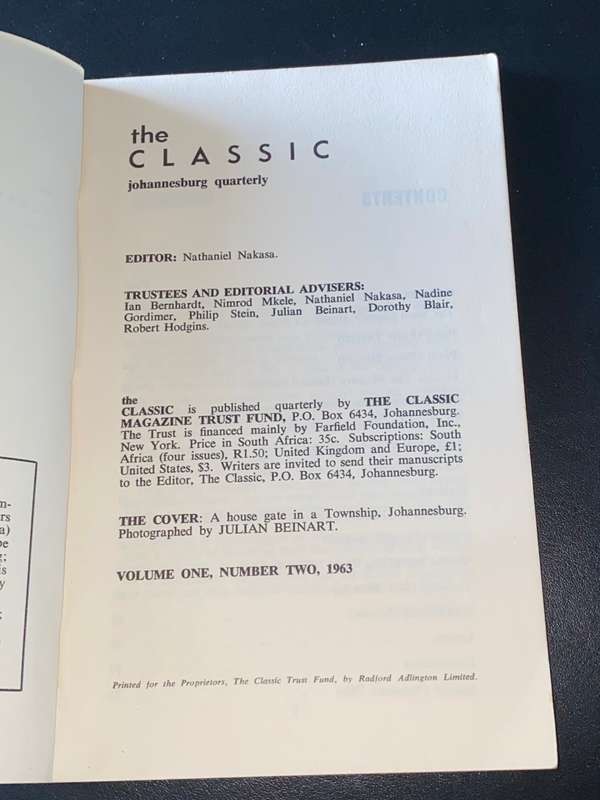 the
CLASSIC
johannesburg quarterly
EDITOR: Nathaniel Nakasa.
TRUSTEES AND EDITORIAL ADVISERS:
Ian Bernhardt, Nimrod Mkele, Nathaniel Nakasa, Nadine
Gordimer, Philip Stein, Julian Beinart, Dorothy Blair,
Robert Hodgins.
the
CLASSIC is published quarterly by THE CLASSIC
MAGAZINE TRUST FUND, P.O. Box 6434, Johannesburg.
The Trust is financed mainly by Farfield Foundation, Inc.,
New York. Price in South Africa: 35c. Subscriptions: South
Africa (four issues), R1.50; United Kingdom and Europe, £1;
United States, $3. Writers are invited to send their manuscripts
to the Editor, The Classic, P.O. Box 6434, Johannesburg.
THE COVER: A house gate in a Township, Johannesburg.
Photographed by JULIAN BEINART.
VOLUME ONE, NUMBER TWO, 1963
Printed for the Proprietors, The Classic Trust Fund, by Radford Adlington Limited.